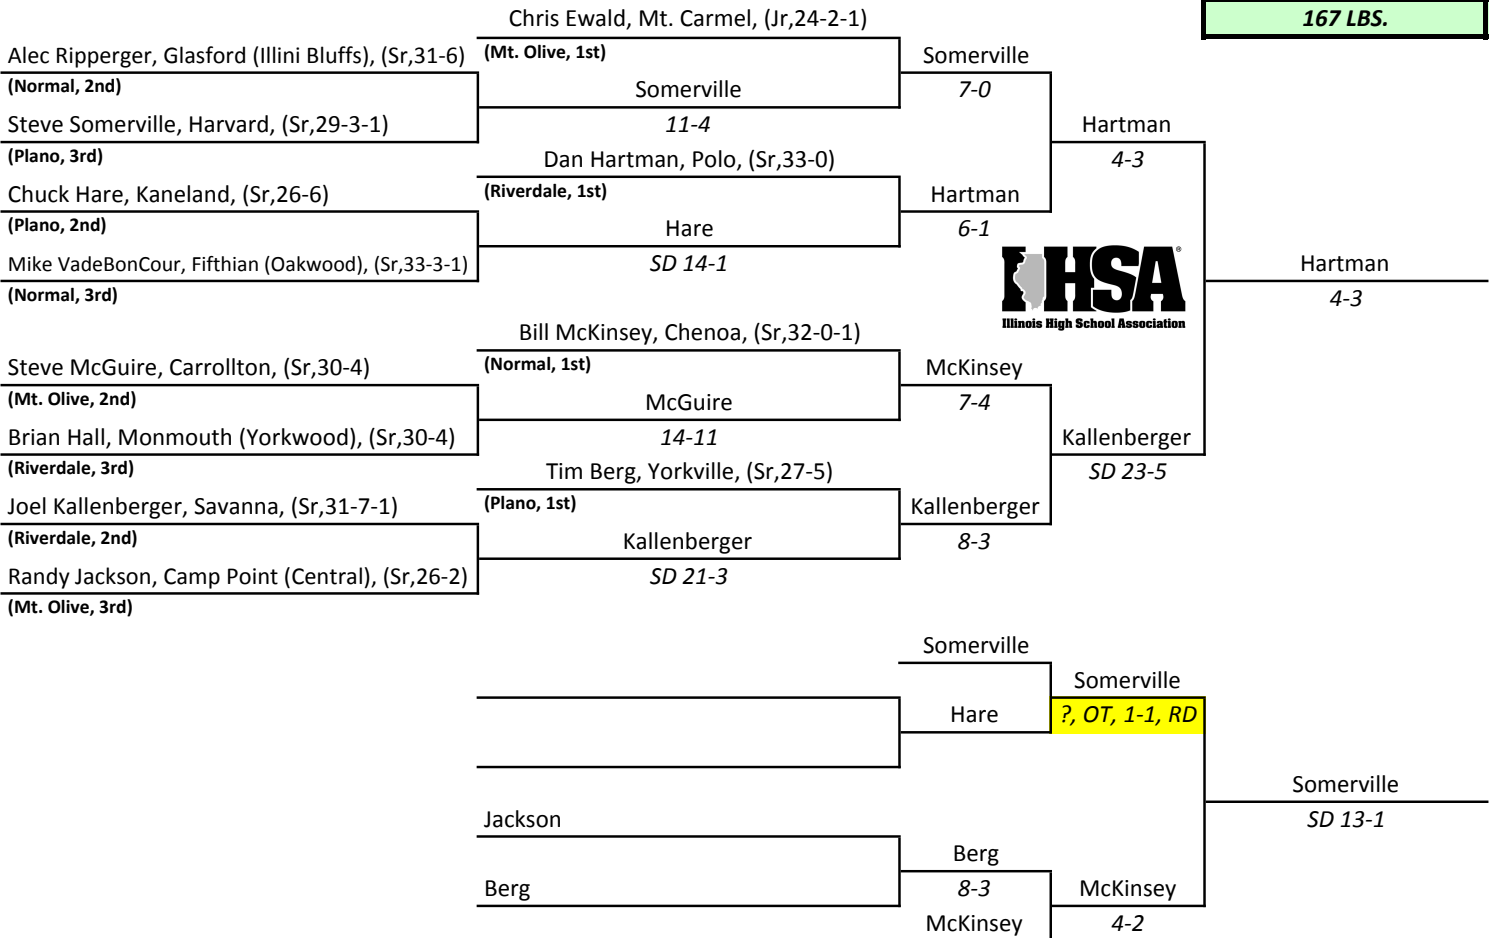 Chris Ewald, Mt. Carmel, (Jr,24-2-1)
167 LBS.
Alec Ripperger, Glasford (Illini Bluffs), (Sr,31-6)
(Mt. Olive, 1st)
Somerville
(Normal, 2nd)
Somerville
7-0
Steve Somerville, Harvard, (Sr,29-3-1)
11-4
Hartman
(Plano, 3rd)
Dan Hartman, Polo, (Sr,33-0)
4-3
Chuck Hare, Kaneland, (Sr,26-6)
(Riverdale, 1st)
Hartman
(Plano, 2nd)
Hare
6-1
Mike VadeBonCour, Fifthian (Oakwood), (Sr,33-3-1)
SD 14-1
IHSA®
Hartman
(Normal, 3rd)
4-3
Illinois High School Association
Bill McKinsey, Chenoa, (Sr,32-0-1)
Steve McGuire, Carrollton, (Sr,30-4)
(Normal, 1st)
McKinsey
(Mt. Olive, 2nd)
McGuire
7-4
Brian Hall, Monmouth (Yorkwood), (Sr,30-4)
14-11
Kallenberger
(Riverdale, 3rd)
Tim Berg, Yorkville, (Sr,27-5)
SD 23-5
Joel Kallenberger, Savanna, (Sr,31-7-1)
(Plano, 1st)
Kallenberger
(Riverdale, 2nd)
Kallenberger
8-3
Randy Jackson, Camp Point (Central), (Sr,26-2)
SD 21-3
(Mt. Olive, 3rd)
Somerville
Somerville
Hare
?, OT, 1-1, RD
Somerville
Jackson
SD 13-1
Berg
Berg
8-3
McKinsey
McKinsey
4-2